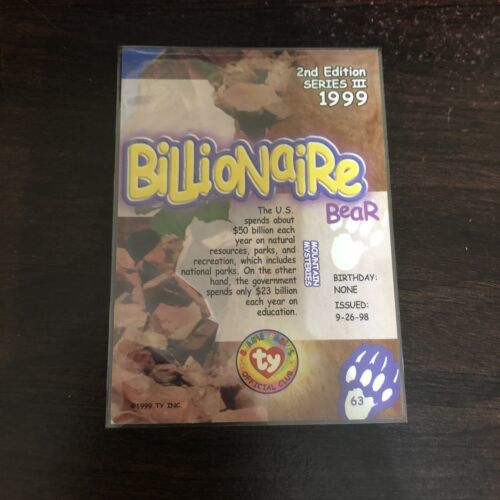 2nd Edition
SERIES III
1999
BiLLiONaiRe
BeaR
The U.S.
spends about
$50 billion each
year on natural
resources, parks, and
recreation, which includes
national parks. On the other
hand, the government
spends only $23 billion
each year on
education.
MOUNTAIN
MYSTERIES
BIRTHDAY:
NONE
ISSUED:
9-26-98
ty
OFFICIAL CLUB
63
©1999 TY INC.